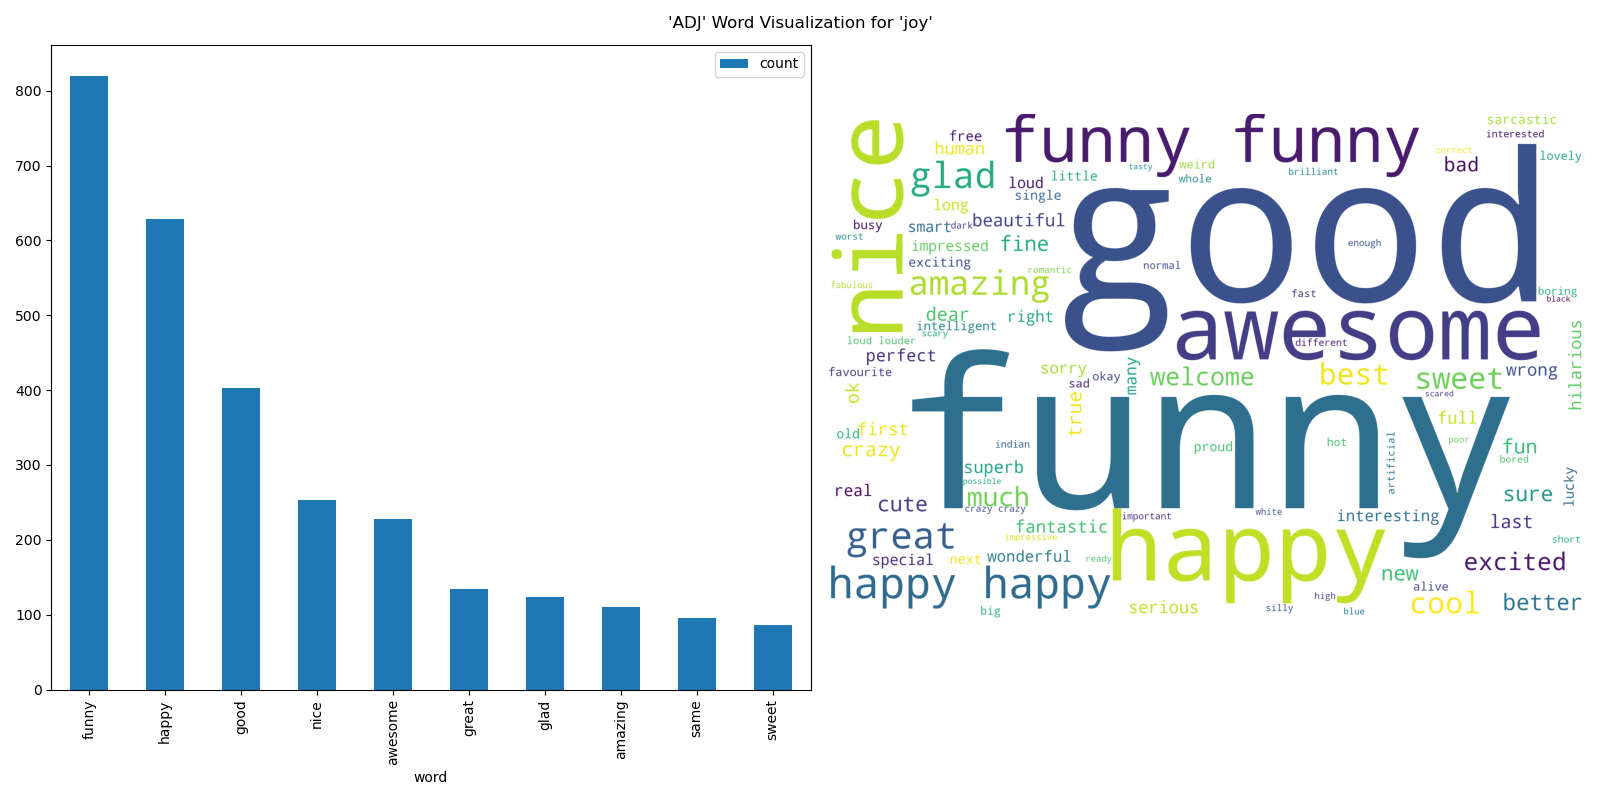 'ADJ' Word Visualization for 'joy'
count
800
700
600
500
400
300
200
100
0
funny
happy
good
nice
awesome
great
glad
amazing
same
sweet
word
nice
free
human
glad
funny
funny
sarcastic
interested
correct
bad
lovely
tasty
weird
whole
brilliant
loud
little
single
long
busy
smart
dark
beautiful
worst
impressed
fine
exciting
good
enough
normal
romantic
fabulous
amazing
fast
boring
black
dear
right
intelligent
scary
loud louder
awesome
different
perfect
favourite
sorry
okay
many
sad
welcome
best
sweet
wrong
hilarious
scared
ok
true
full
old
first
crazy
funny
indian
proud
hot
artificial
poor
fun
bored
superb
possible
real
much
cute
crazy crazy
sure
lucky
important
white
interesting
last
fantastic
great
impressive
happy
short
special
next
wonderful
ready
excited
happy
happy
new
alive
high
cool
better
big
serious
silly
blue